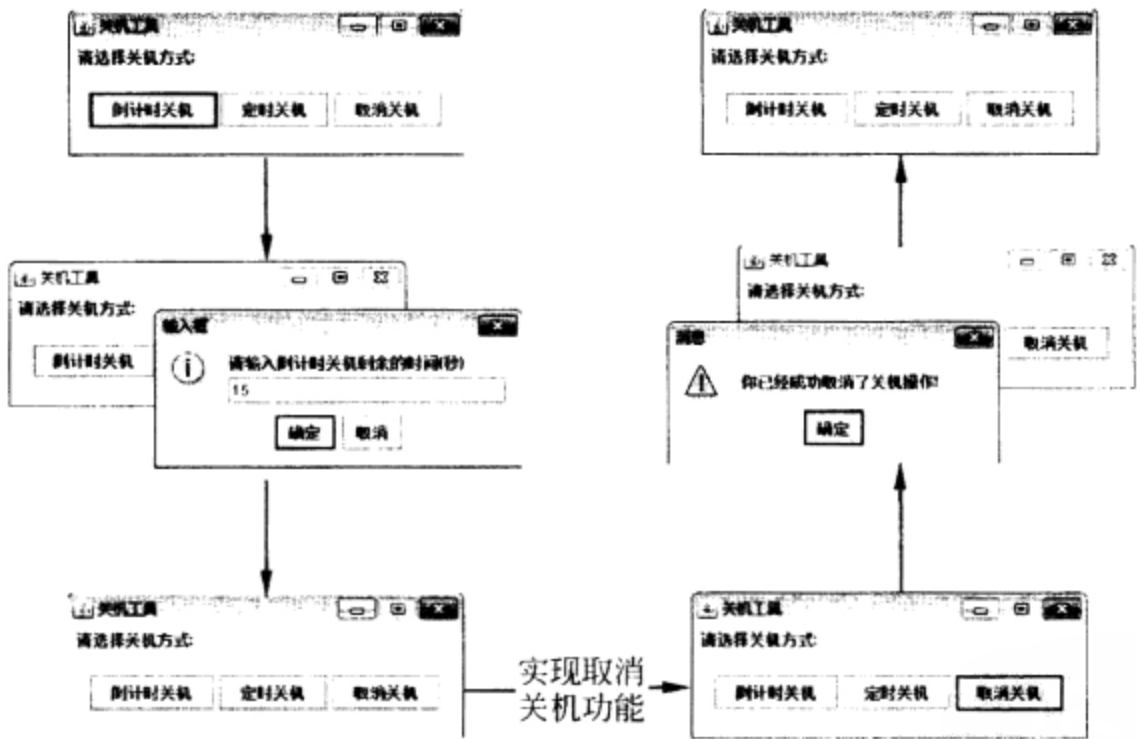 关机工具
请选择关机方式:
倒计时关机 定时关机 取消关机
关机工具
请选择关机方式:
倒计时关机
输入框
请输入倒计时关机剩余的时间(秒)
15
确定 取消
关机工具
请选择关机方式:
倒计时关机 定时关机 取消关机
实现取消
关机功能
关机工具
请选择关机方式:
倒计时关机 定时关机 取消关机
关机工具
请选择关机方式:
取消关机
消息
你已经成功取消了关机操作!
确定
关机工具
请选择关机方式:
倒计时关机 定时关机 取消关机